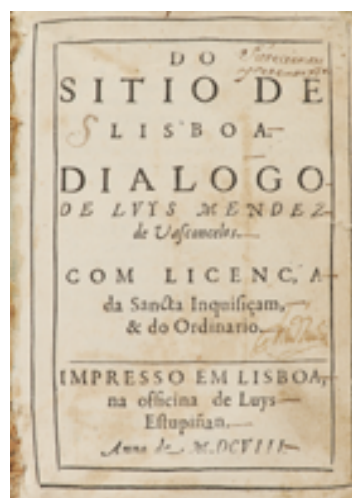 DO
SITIO DE
LISBOA.
DIALOGO
DE LVYS MENDEZ
de Vasconcelos.
COM LICENC,A
da Sancta Inquisiçam,
& do Ordinario.
IMPRESSO EM LISBOA,
na officina de Luys
Estupiñan.
Anno de M.DCVIII.